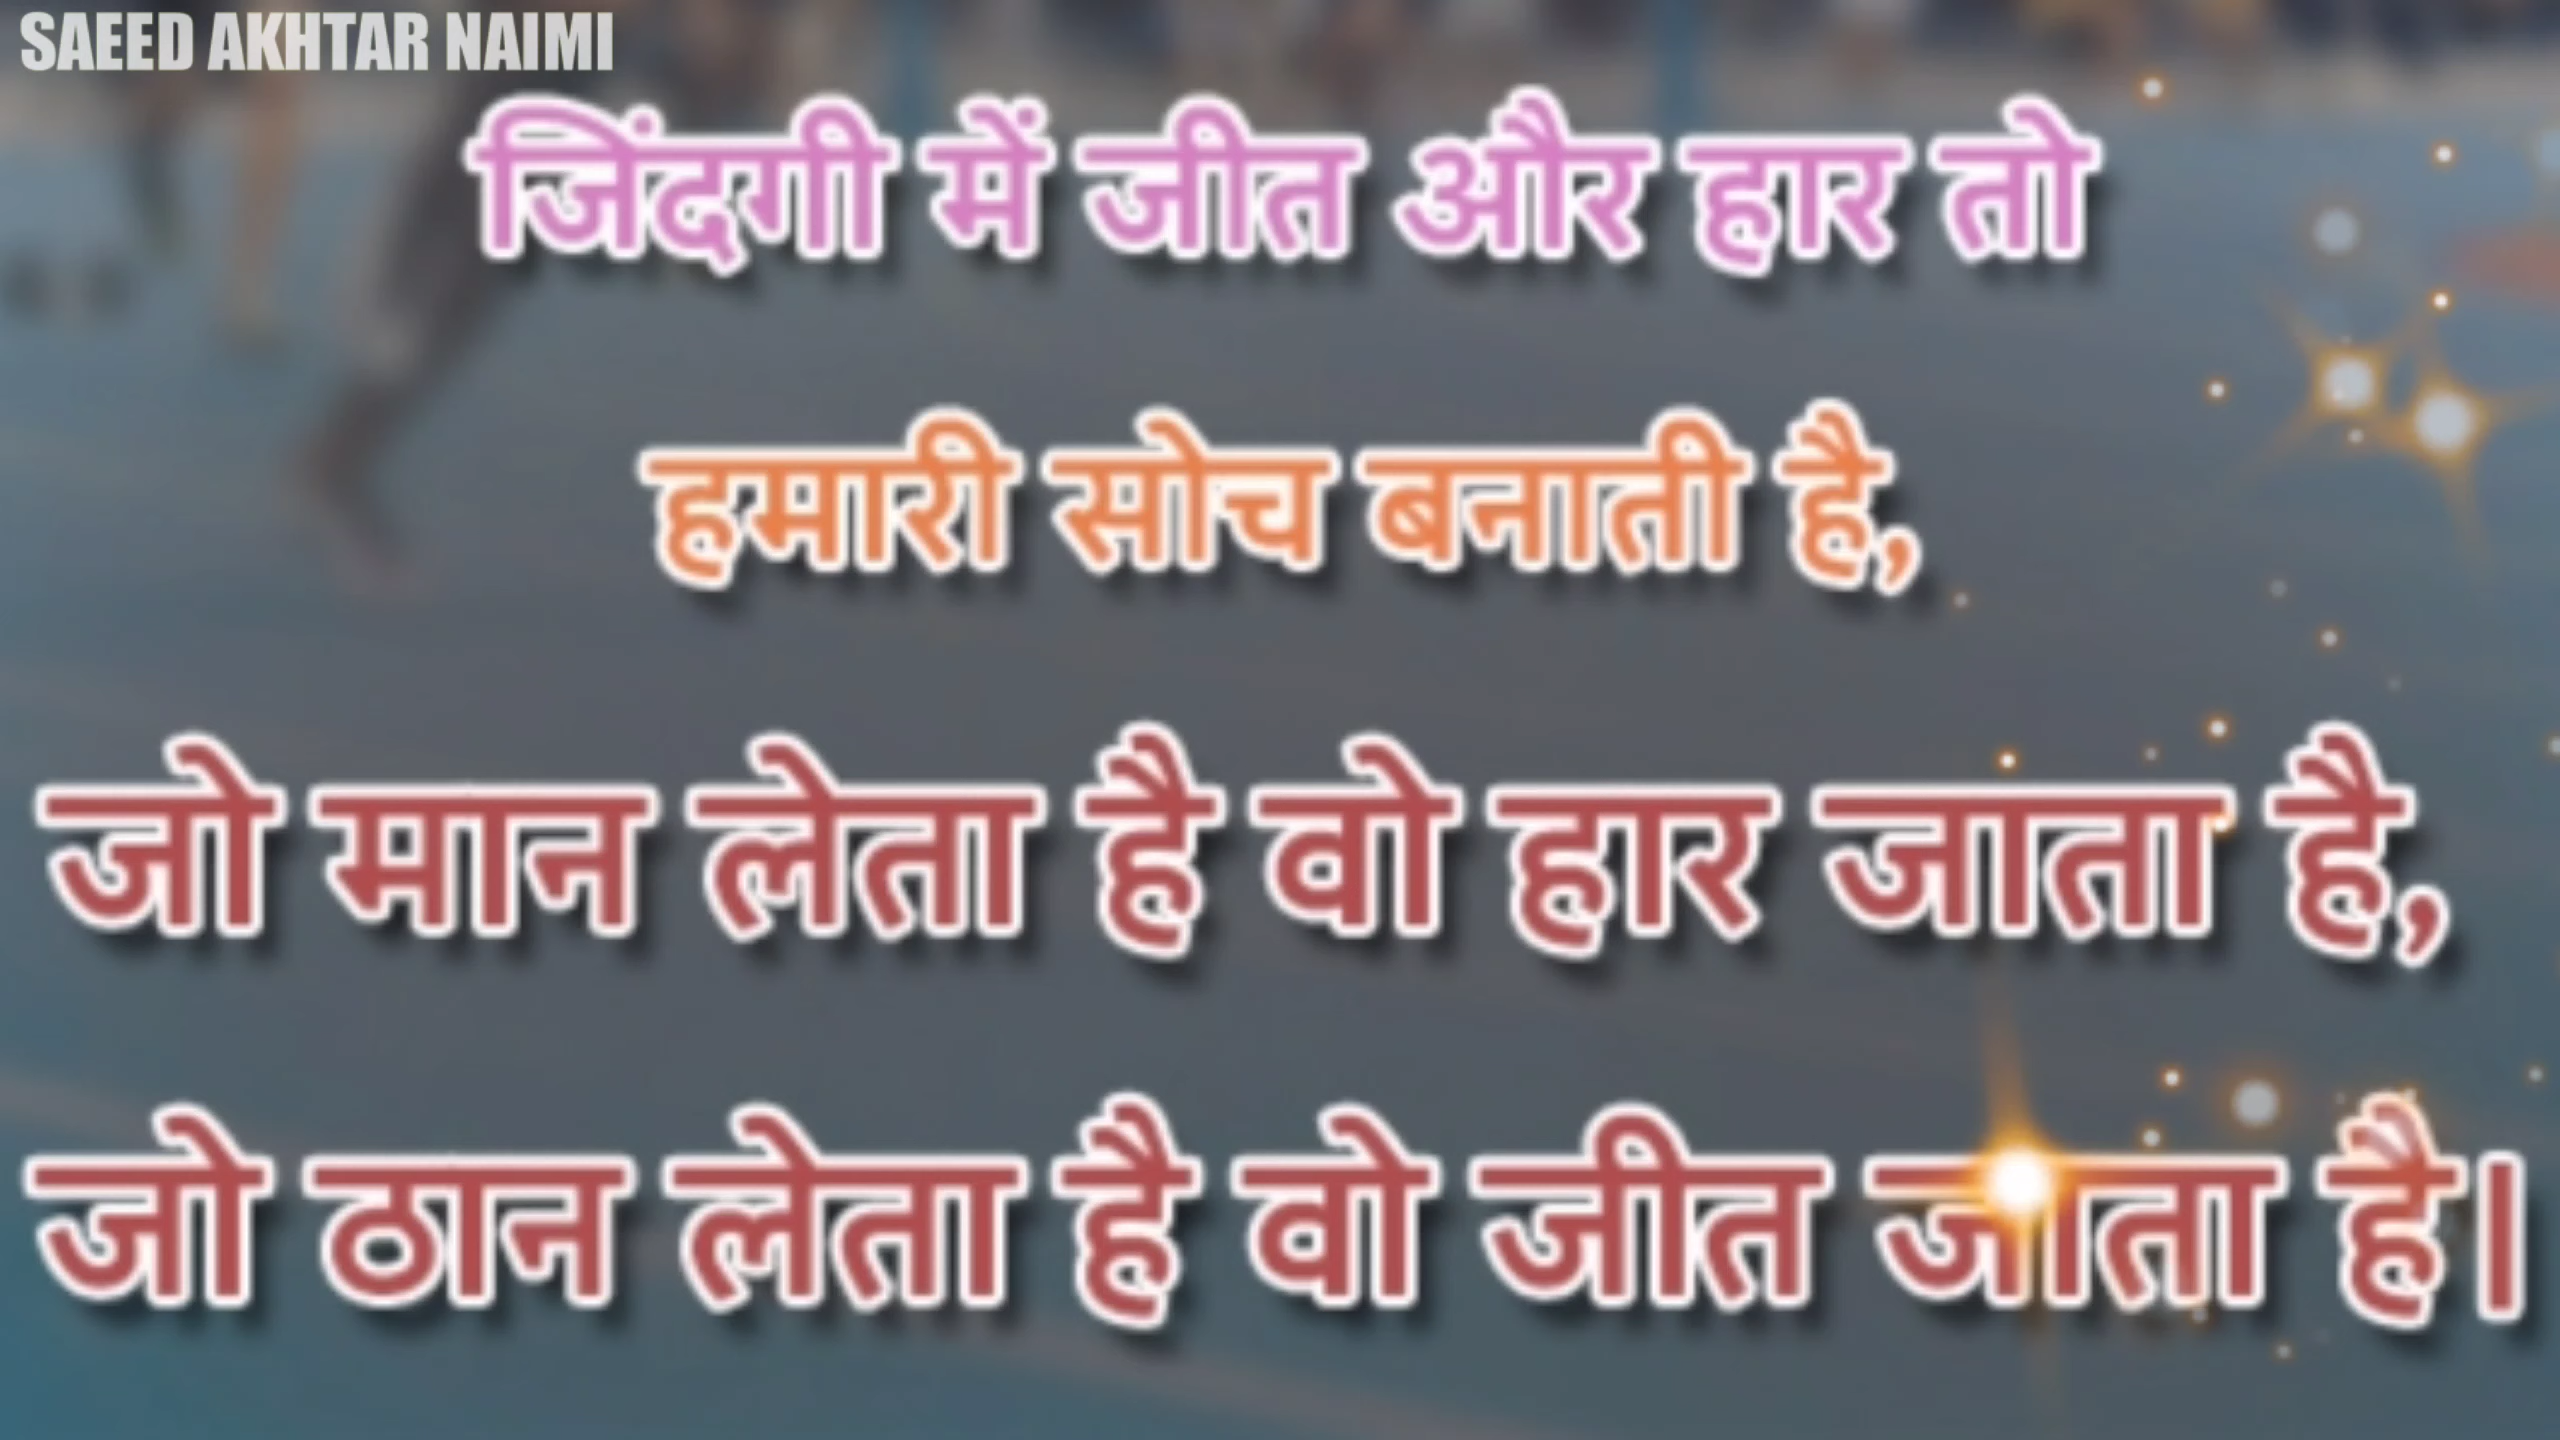 SAEED AKHTAR NAIMI
जिंदगी में जीत और हार तो
हमारी सोच बनाती है,
जो मान लेता है वो हार जाता है,
जो ठान लेता है वो जीत जाता है।